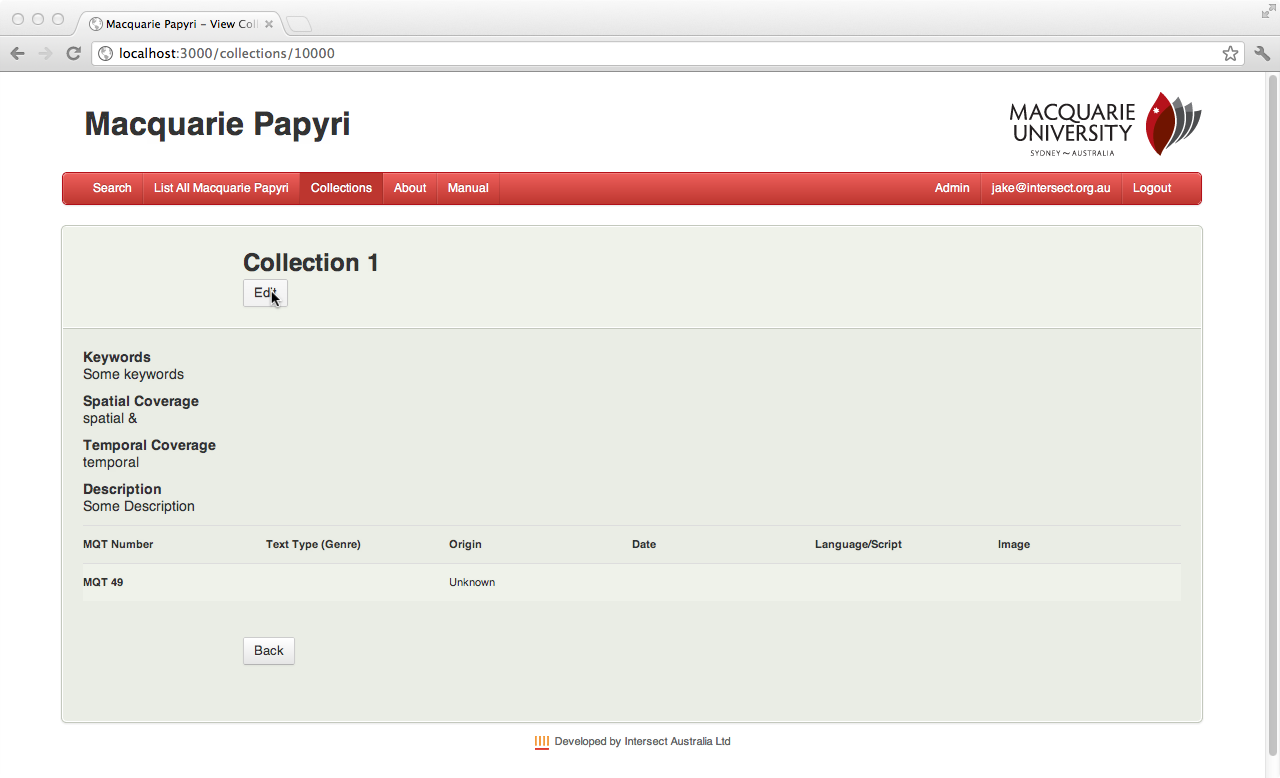 Macquarie Papyri – View Coll
localhost:3000/collections/10000
Macquarie Papyri
MACQUARIE
UNIVERSITY
SYDNEY ~ AUSTRALIA
Search List All Macquarie Papyri Collections About Manual Admin jake@intersect.org.au Logout
Collection 1
Edit
Keywords
Some keywords
Spatial Coverage
spatial &
Temporal Coverage
temporal
Description
Some Description
MQT Number Text Type (Genre) Origin Date Language/Script Image
MQT 49 Unknown
Back
Developed by Intersect Australia Ltd